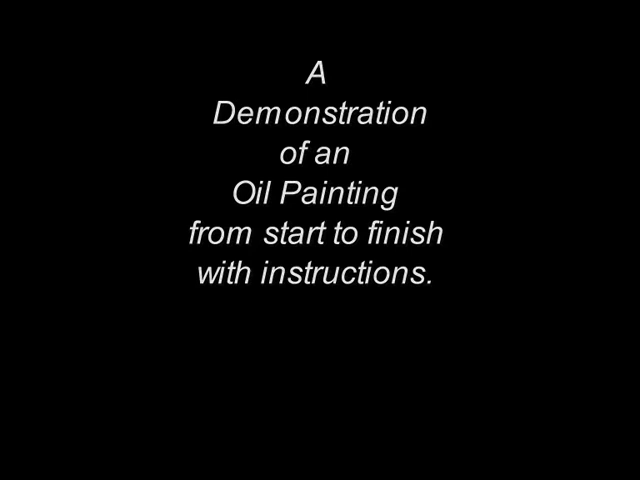 A
Demonstration
of an
Oil Painting
from start to finish
with instructions.